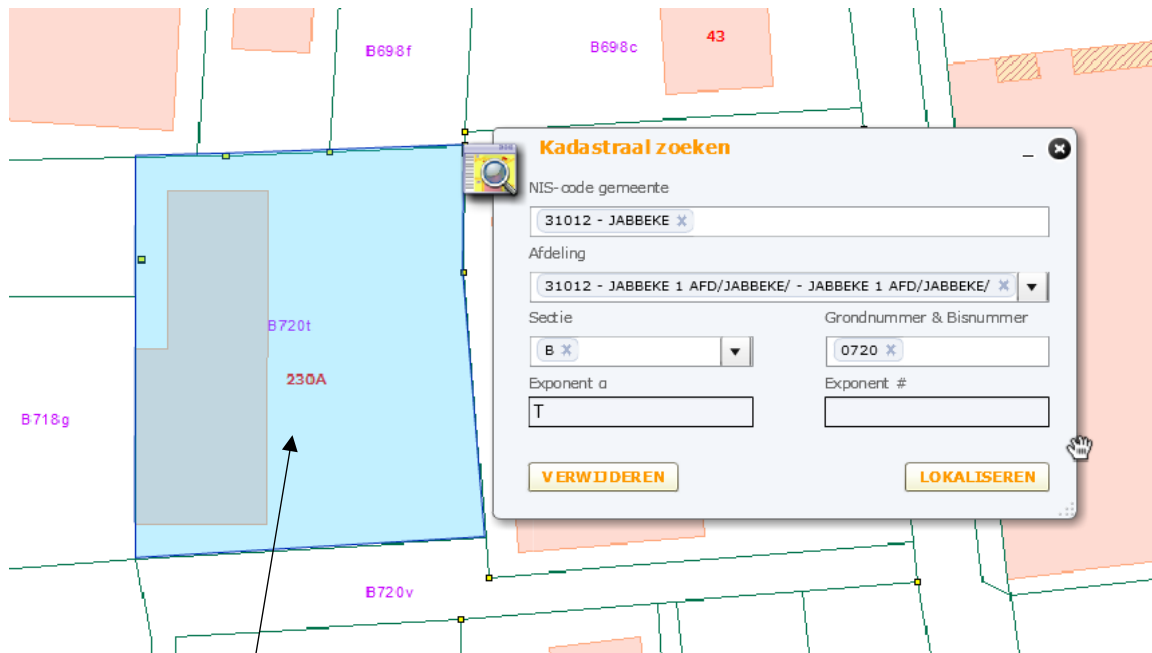 B698f
B698c
43
Kadastraal zoeken
NIS-code gemeente
31012 - JABBEKE
Afdeling
31012 - JABBEKE 1 AFD/JABBEKE/ - JABBEKE 1 AFD/JABBEKE/
Sectie
Grondnummer & Bisnummer
B
0720
Exponent a
Exponent #
T
VERWIJDEREN
LOKALISEREN
B720t
230A
B718g
B720v